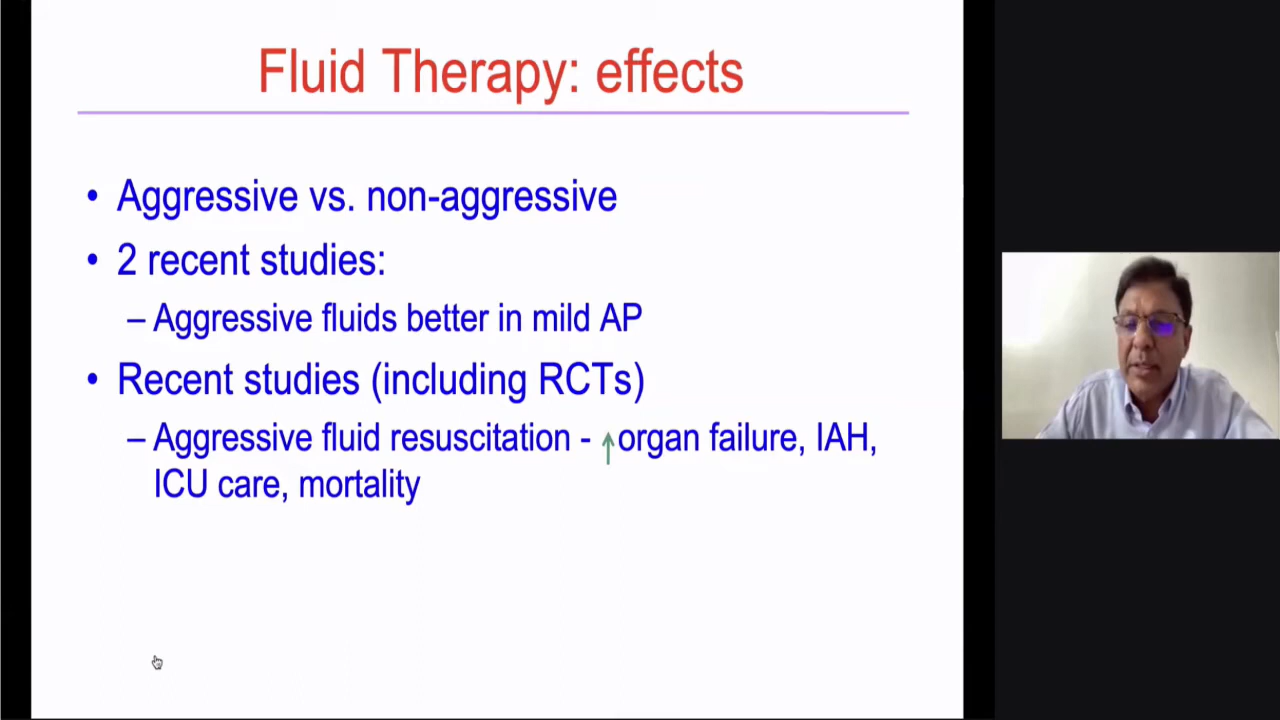 Fluid Therapy: effects
• Aggressive vs. non-aggressive
• 2 recent studies:
– Aggressive fluids better in mild AP
• Recent studies (including RCTs)
– Aggressive fluid resuscitation - ↑organ failure, IAH,
ICU care, mortality